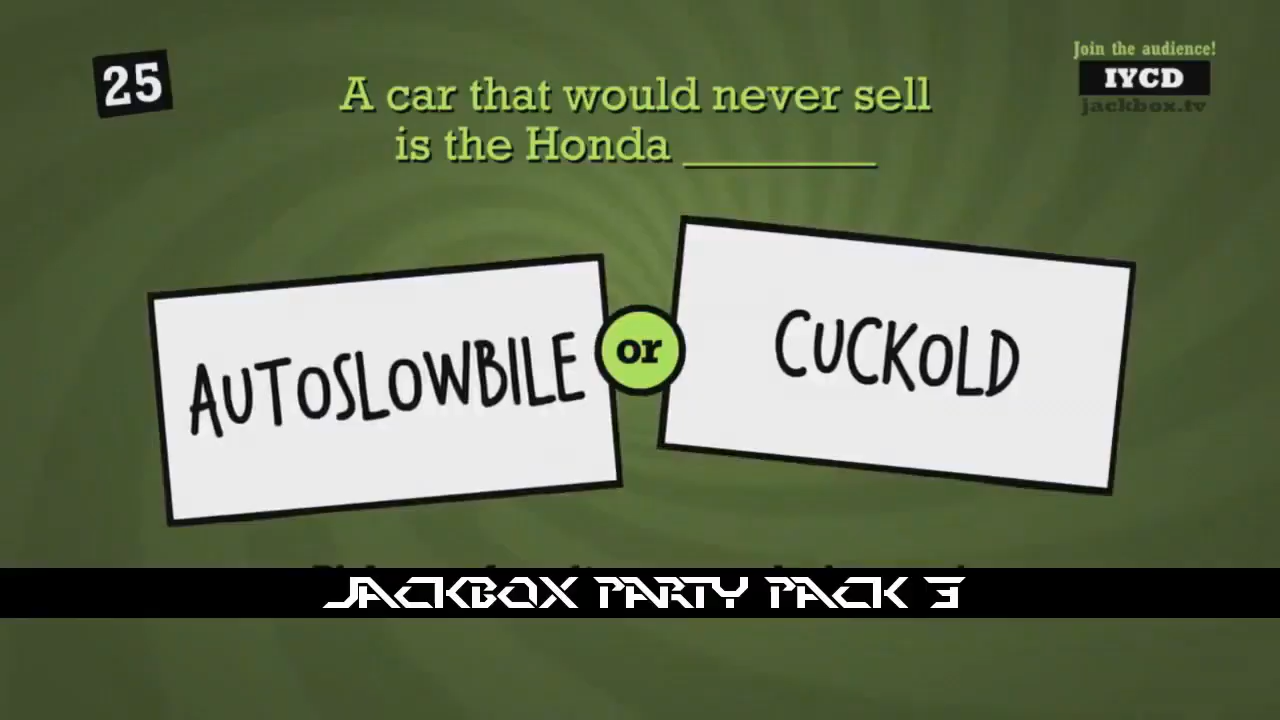 25
Join the audience!
IYCD
jackbox.tv
A car that would never sell
is the Honda ________
AUTOSLOWBILE
or
CUCKOLD
JACKBOX PARTY PACK 3